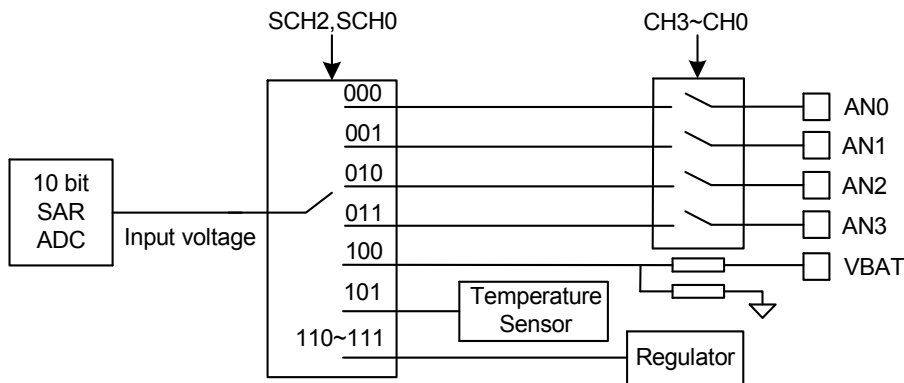 SCH2,SCH0
CH3~CH0
000
AN0
001
AN1
10 bit
SAR
ADC
Input voltage
010
AN2
011
AN3
100
VBAT
101
Temperature
Sensor
110~111
Regulator